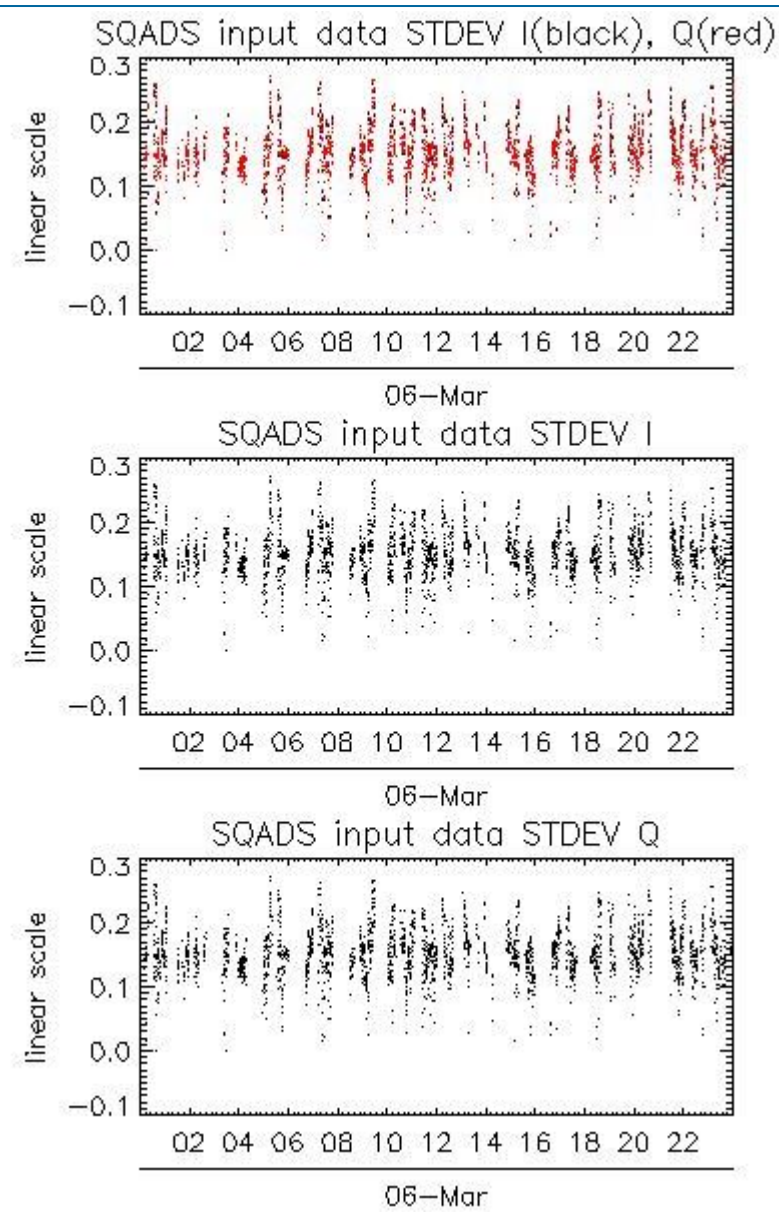 SQADS input data STDEV I(black), Q(red)
0.3
0.2
0.1
0.0
−0.1
linear scale
02 04 06 08 10 12 14 16 18 20 22
06−Mar
SQADS input data STDEV I
0.3
0.2
0.1
0.0
−0.1
linear scale
02 04 06 08 10 12 14 16 18 20 22
06−Mar
SQADS input data STDEV Q
0.3
0.2
0.1
0.0
−0.1
linear scale
02 04 06 08 10 12 14 16 18 20 22
06−Mar